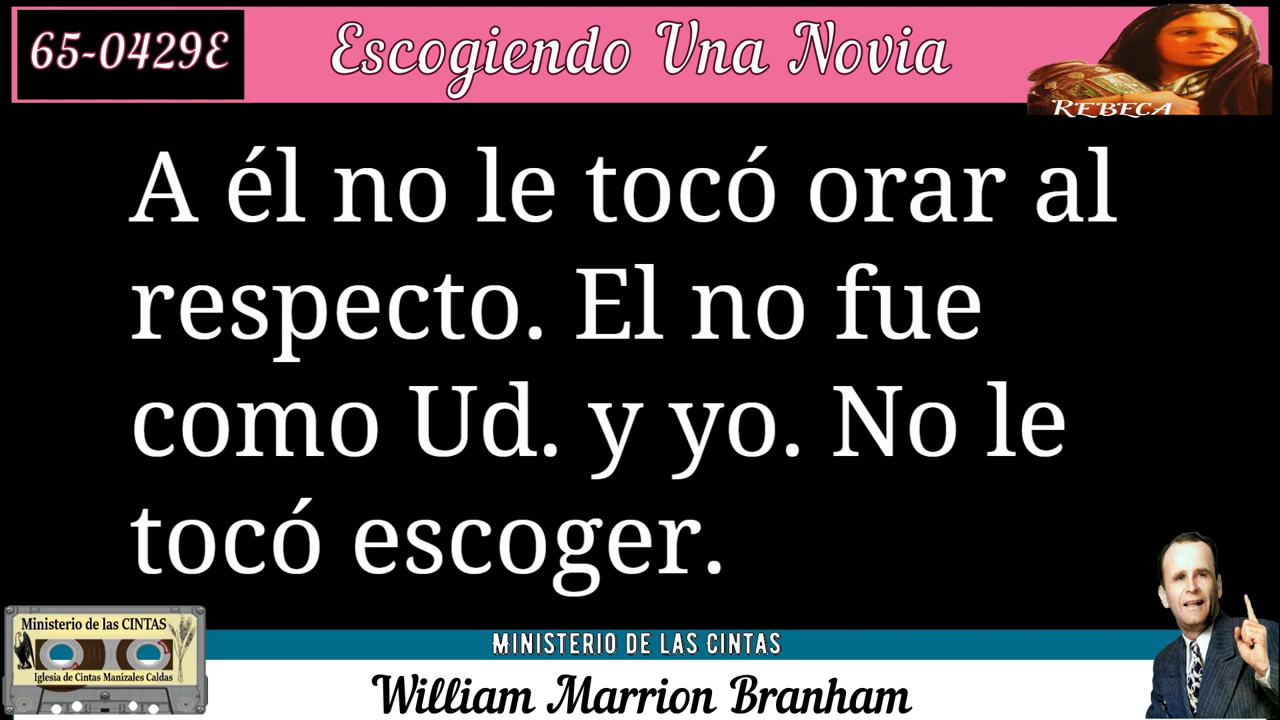 65-0429E
Escogiendo Una Novia
REBECA
A él no le tocó orar al
respecto. El no fue
como Ud. y yo. No le
tocó escoger.
Ministerio de las CINTAS
Iglesia de Cintas Manizales Caldas
MINISTERIO DE LAS CINTAS
William Marrion Branham